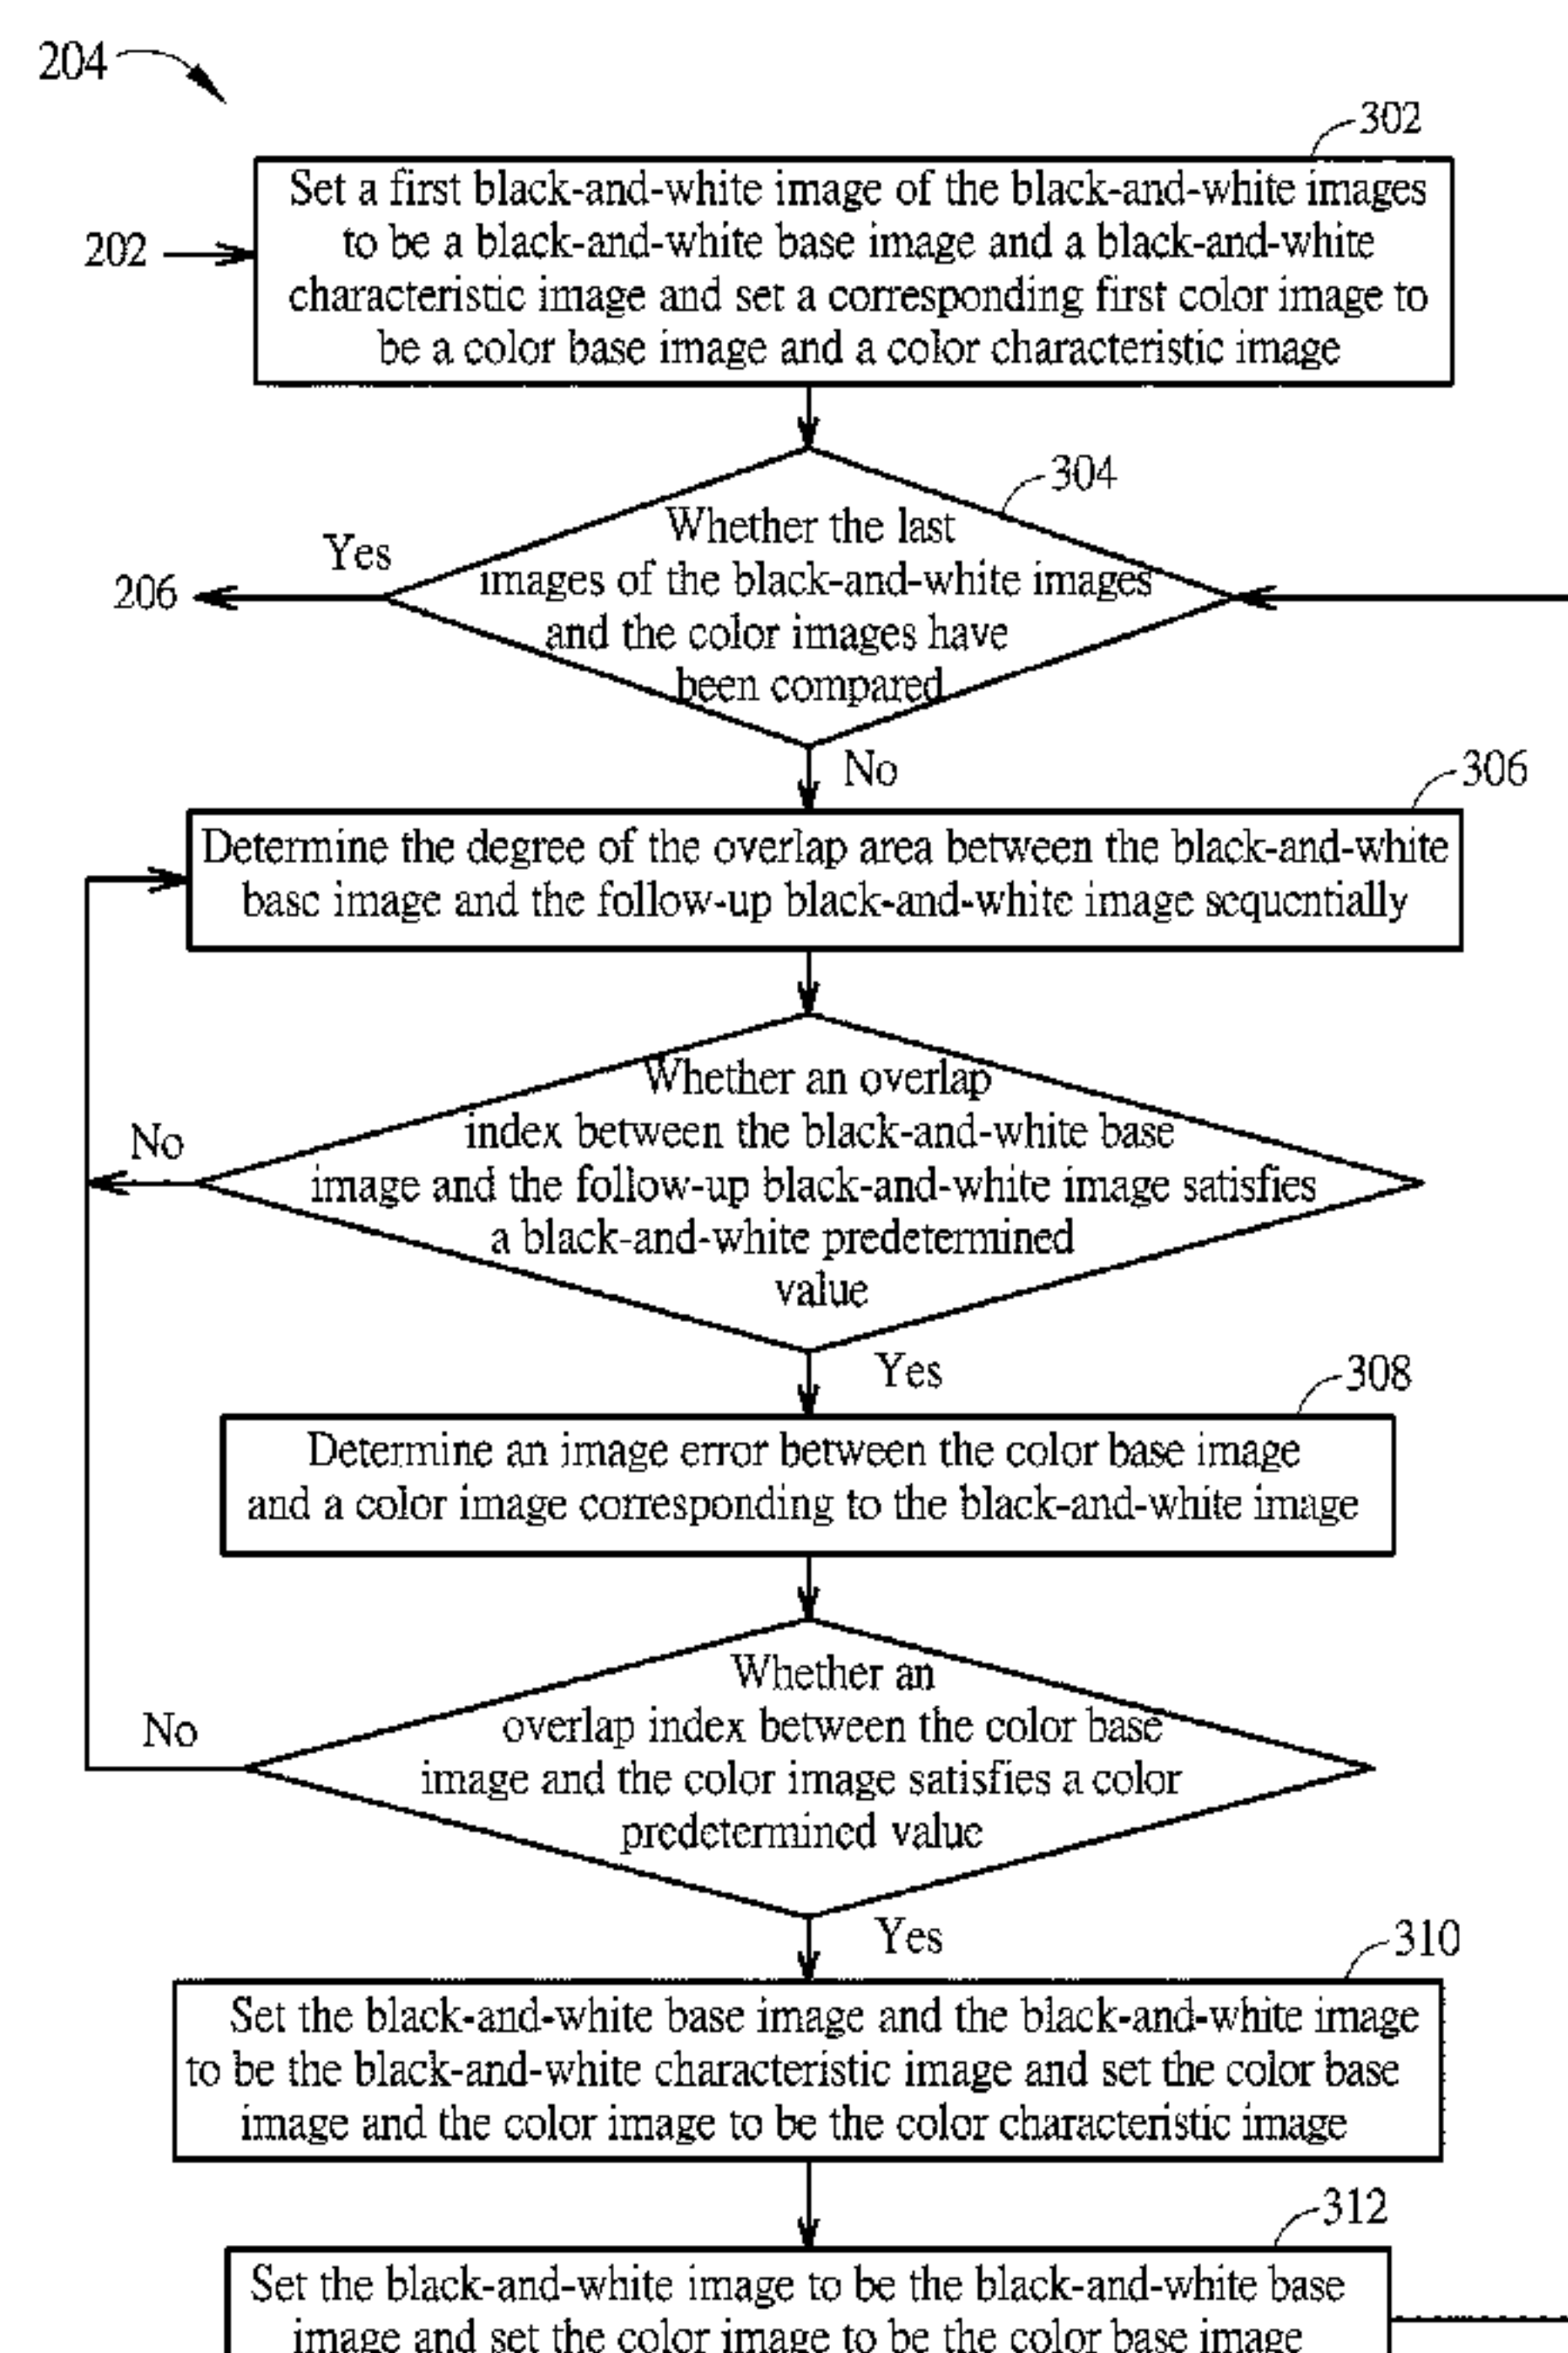 204
302
Set a first black-and-white image of the black-and-white images
202
to be a black-and-white base image and a black-and-white
characteristic image and set a corresponding first color image to
be a color base image and a color characteristic image
304
Whether the last
Yes
images of the black-and-white images
206
and the color images have
been compared
No
306
Determine the degree of the overlap area between the black-and-white
base image and the follow-up black-and-white image sequentially
Whether an overlap
index between the black-and-white base
No
image and the follow-up black-and-white image satisfies
a black-and-white predetermined
value
Yes
308
Determine an image error between the color base image
and a color image corresponding to the black-and-white image
Whether an
overlap index between the color base
No
image and the color image satisfies a color
predetermined value
Yes
310
Set the black-and-white base image and the black-and-white image
to be the black-and-white characteristic image and set the color base
image and the color image to be the color characteristic image
312
Set the black-and-white image to be the black-and-white base
image and set the color image to be the color base image